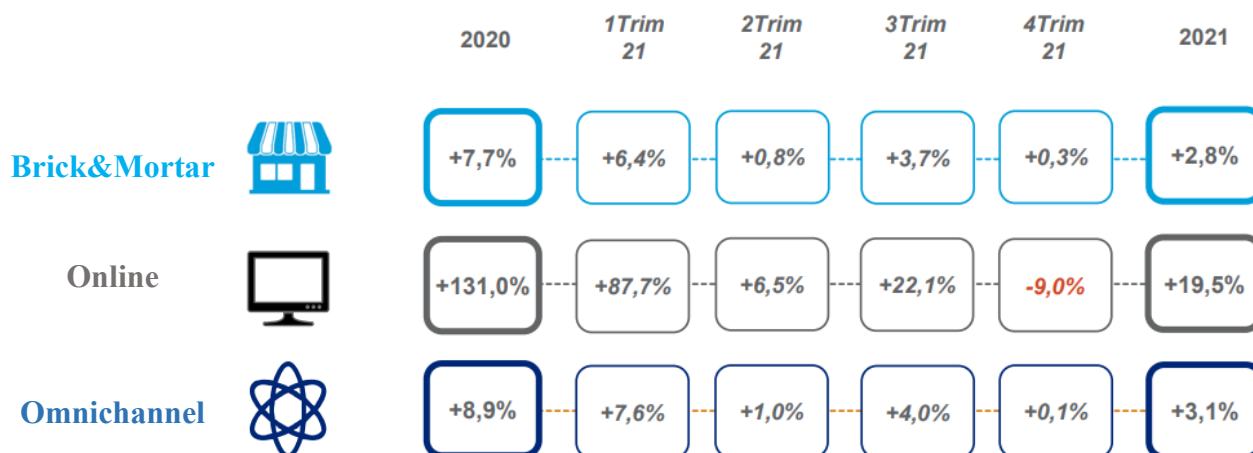 2020 1Trim 21 2Trim 21 3Trim 21 4Trim 21 2021
Brick&Mortar +7,7% +6,4% +0,8% +3,7% +0,3% +2,8%
Online +131,0% +87,7% +6,5% +22,1% -9,0% +19,5%
Omnichannel +8,9% +7,6% +1,0% +4,0% +0,1% +3,1%